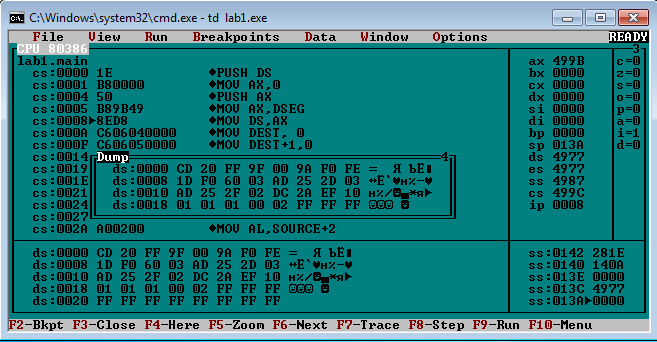 C:\Windows\system32\cmd.exe - td lab1.exe
File View Run Breakpoints Data Window Options READY
CPU 80386 3
lab1.main
cs:0000 1E ♦PUSH DS
cs:0001 B80000 ♦MOV AX,0
cs:0004 50 ♦PUSH AX
cs:0005 B89B49 ♦MOV AX,DSEG
cs:0008►8ED8 ♦MOV DS,AX
cs:000A C606040000 ♦MOV DEST, 0
cs:000F C606050000 ♦MOV DEST+1,0
cs:0014
cs:0019
cs:001E
cs:0021
cs:0024
cs:0027
cs:002A A00200 ♦MOV AL,SOURCE+2
Dump 4
ds:0000 CD 20 FF 9F 00 9A F0 FE = Я ЪЁ■
ds:0008 1D F0 60 03 AD 25 2D 03 ↔Ё`♥н%-♥
ds:0010 AD 25 2F 02 DC 2A EF 10 н%/☻▄*я►
ds:0018 01 01 01 00 02 FF FF FF ☺☺☺ ☻
ax 499B c=0
bx 0000 z=0
cx 0000 s=0
dx 0000 o=0
si 0000 p=0
di 0000 a=0
bp 0000 i=1
sp 013A d=0
ds 4977
es 4977
ss 4987
cs 499C
ip 0008
ds:0000 CD 20 FF 9F 00 9A F0 FE = Я ЪЁ■
ds:0008 1D F0 60 03 AD 25 2D 03 ↔Ё`♥н%-♥
ds:0010 AD 25 2F 02 DC 2A EF 10 н%/☻▄*я►
ds:0018 01 01 01 00 02 FF FF FF ☺☺☺ ☻
ds:0020 FF FF FF FF FF FF FF FF
ss:0142 281E
ss:0140 140A
ss:013E 0000
ss:013C 4977
ss:013A►0000
F2-Bkpt F3-Close F4-Here F5-Zoom F6-Next F7-Trace F8-Step F9-Run F10-Menu